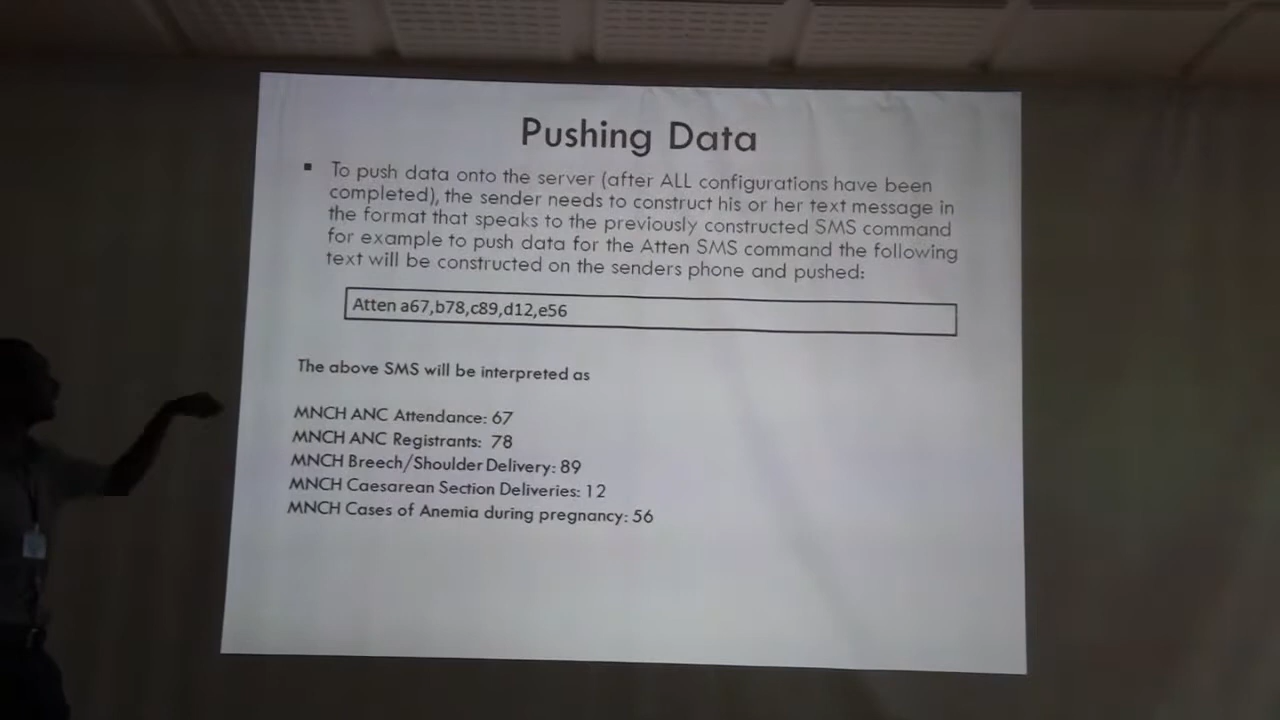 Pushing Data
▪ To push data onto the server (after ALL configurations have been
completed), the sender needs to construct his or her text message in
the format that speaks to the previously constructed SMS command
for example to push data for the Atten SMS command the following
text will be constructed on the senders phone and pushed:
Atten a67,b78,c89,d12,e56
The above SMS will be interpreted as
MNCH ANC Attendance: 67
MNCH ANC Registrants: 78
MNCH Breech/Shoulder Delivery: 89
MNCH Caesarean Section Deliveries: 12
MNCH Cases of Anemia during pregnancy: 56